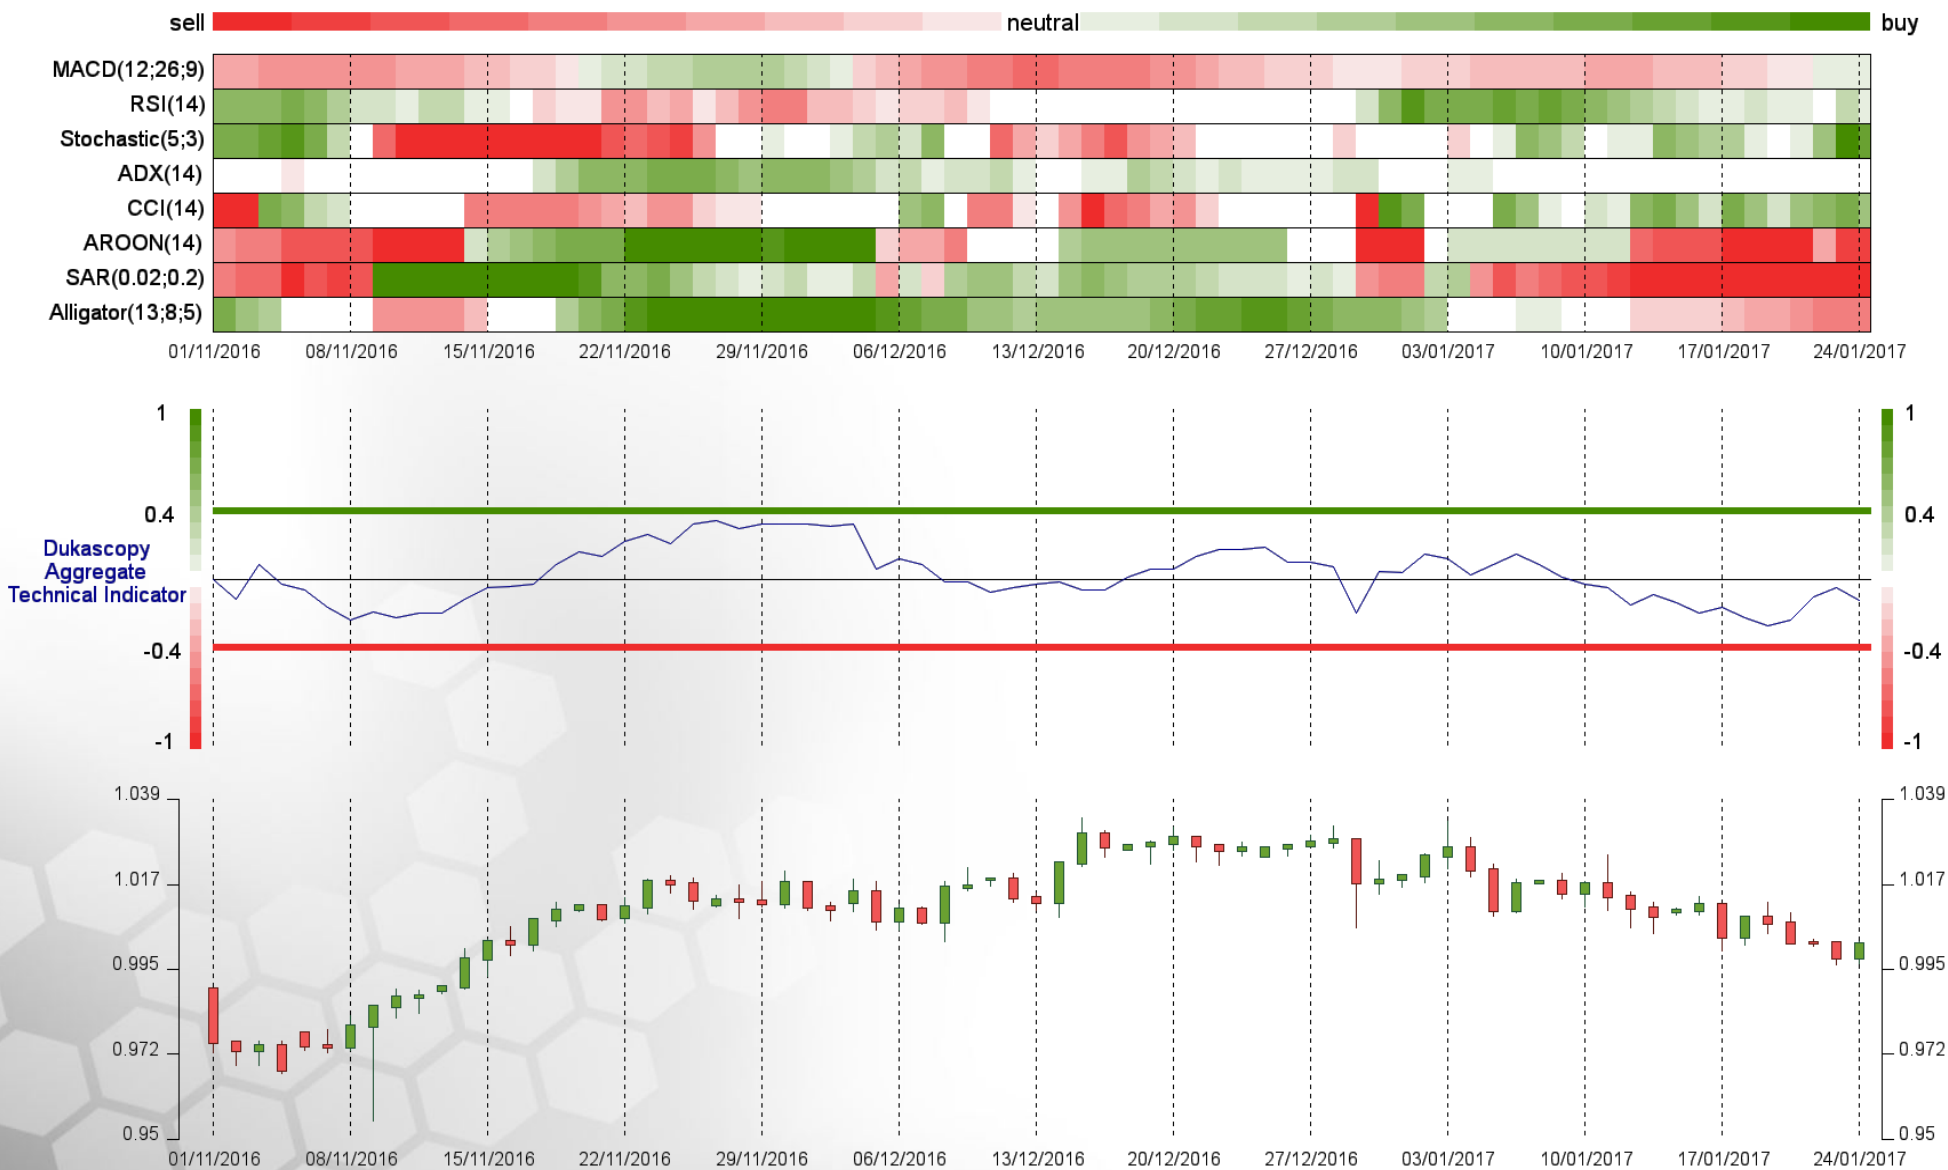 sell neutral buy
MACD(12;26;9)
RSI(14)
Stochastic(5;3)
ADX(14)
CCI(14)
AROON(14)
SAR(0.02;0.2)
Alligator(13;8;5)
01/11/2016 08/11/2016 15/11/2016 22/11/2016 29/11/2016 06/12/2016 13/12/2016 20/12/2016 27/12/2016 03/01/2017 10/01/2017 17/01/2017 24/01/2017
1 1
0.4 0.4
Dukascopy
Aggregate
Technical Indicator
-0.4 -0.4
-1 -1
1.039 1.039
1.017 1.017
0.995 0.995
0.972 0.972
0.95 0.95
01/11/2016 08/11/2016 15/11/2016 22/11/2016 29/11/2016 06/12/2016 13/12/2016 20/12/2016 27/12/2016 03/01/2017 10/01/2017 17/01/2017 24/01/2017